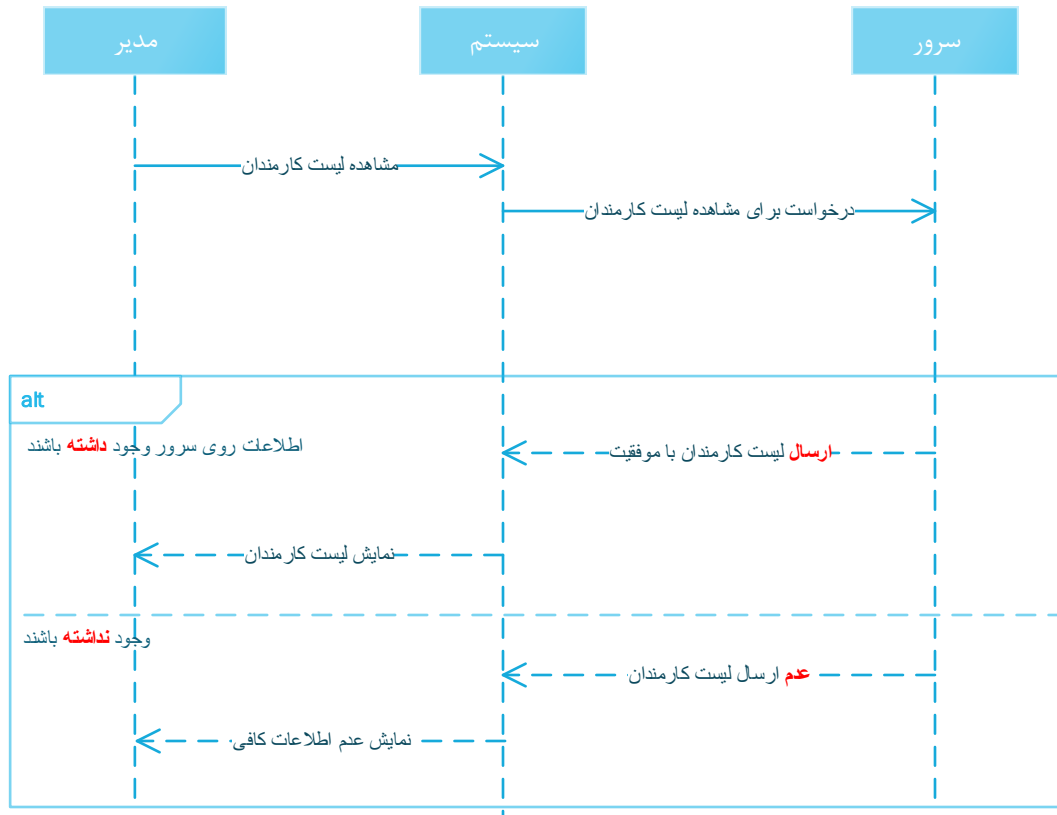 مدیر
سیستم
سرور
مشاهده لیست کارمندان
درخواست برای مشاهده لیست کارمندان
alt
اطلاعات روی سرور وجود داشته باشند
ارسال لیست کارمندان با موفقیت
نمایش لیست کارمندان
وجود نداشته باشند
عدم ارسال لیست کارمندان
نمایش عدم اطلاعات کافی